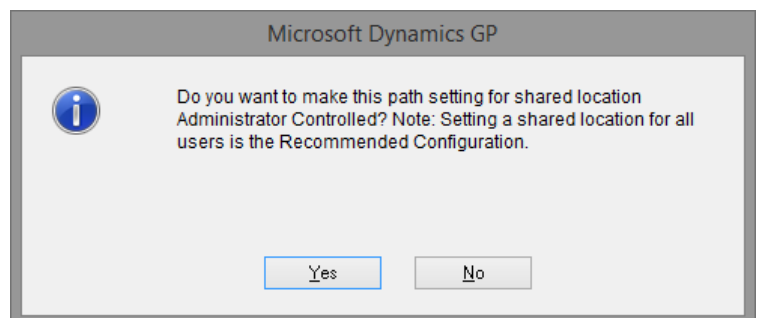 Microsoft Dynamics GP
Do you want to make this path setting for shared location
Administrator Controlled? Note: Setting a shared location for all
users is the Recommended Configuration.
Yes
No